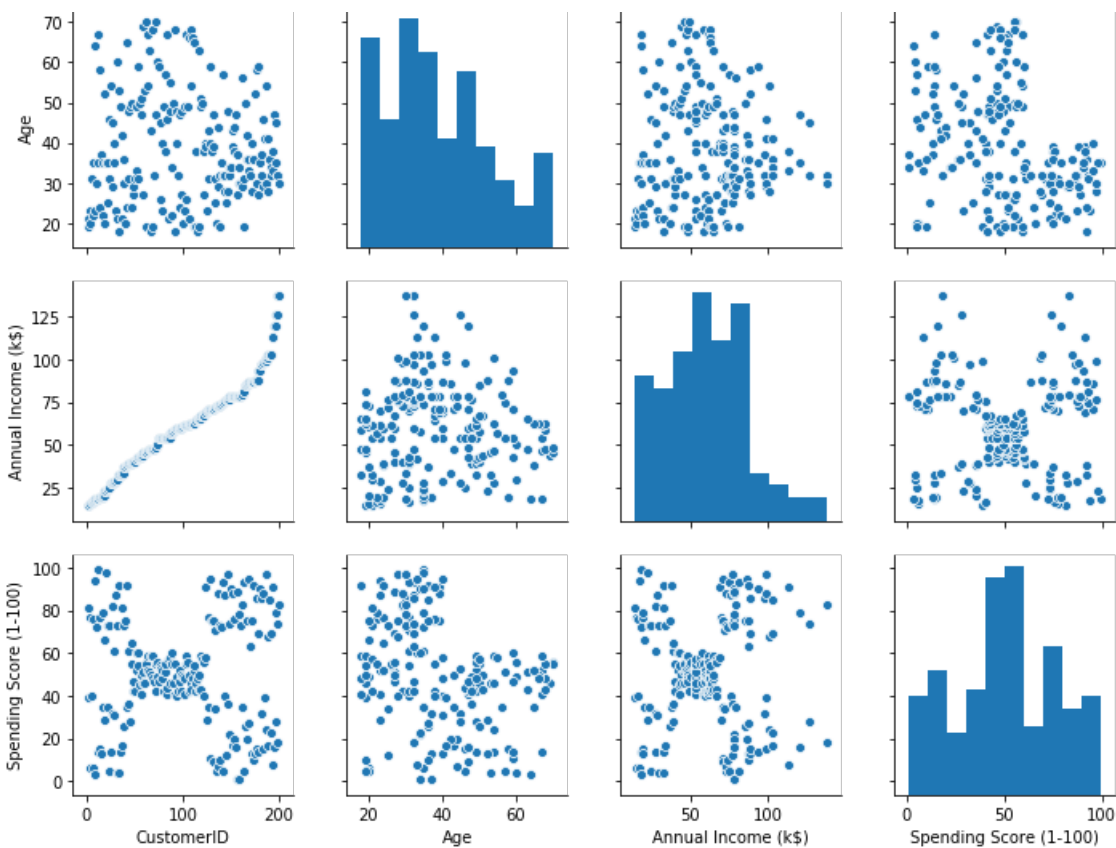 70
60
50
40
30
20
Age
125
100
75
50
25
Annual Income (k$)
100
80
60
40
20
0
Spending Score (1-100)
0 100 200
20 40 60
50 100
0 50 100
CustomerID
Age
Annual Income (k$)
Spending Score (1-100)